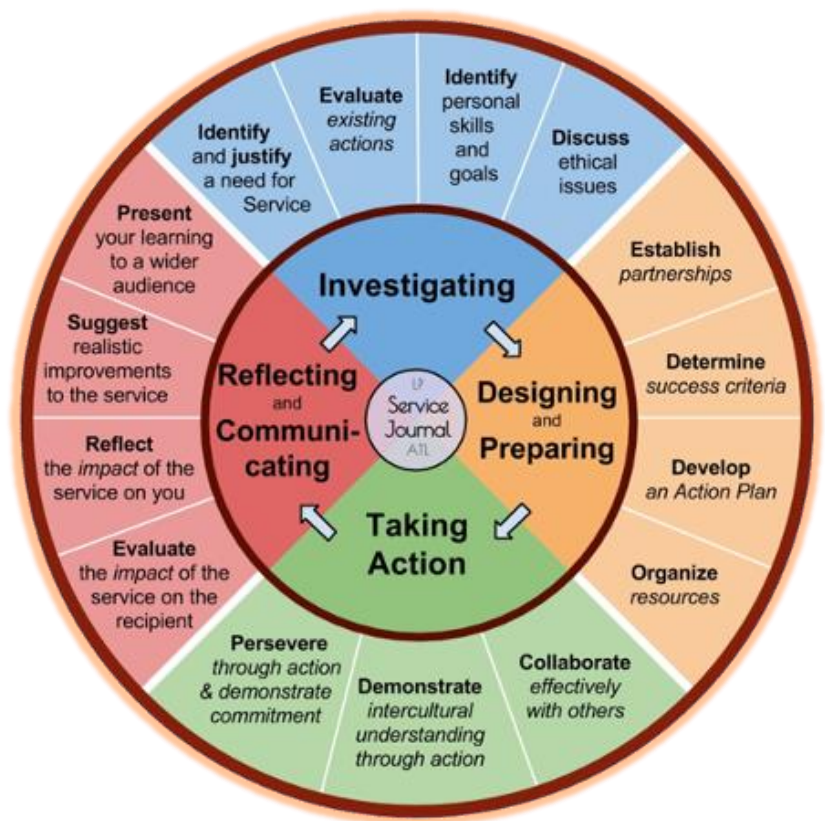 Identify
and justify
a need for
Service
Evaluate
existing
actions
Identify
personal
skills
and
goals
Discuss
ethical
issues
Establish
partnerships
Determine
success criteria
Develop
an Action Plan
Organize
resources
Collaborate
effectively
with others
Demonstrate
intercultural
understanding
through action
Persevere
through action
& demonstrate
commitment
Evaluate
the impact of the
service on the
recipient
Reflect
the impact of the
service on you
Suggest
realistic
improvements
to the service
Present
your learning
to a wider
audience
Investigating
Designing
and
Preparing
Taking
Action
Reflecting
and
Communi-
cating
Service
Journal
ATL